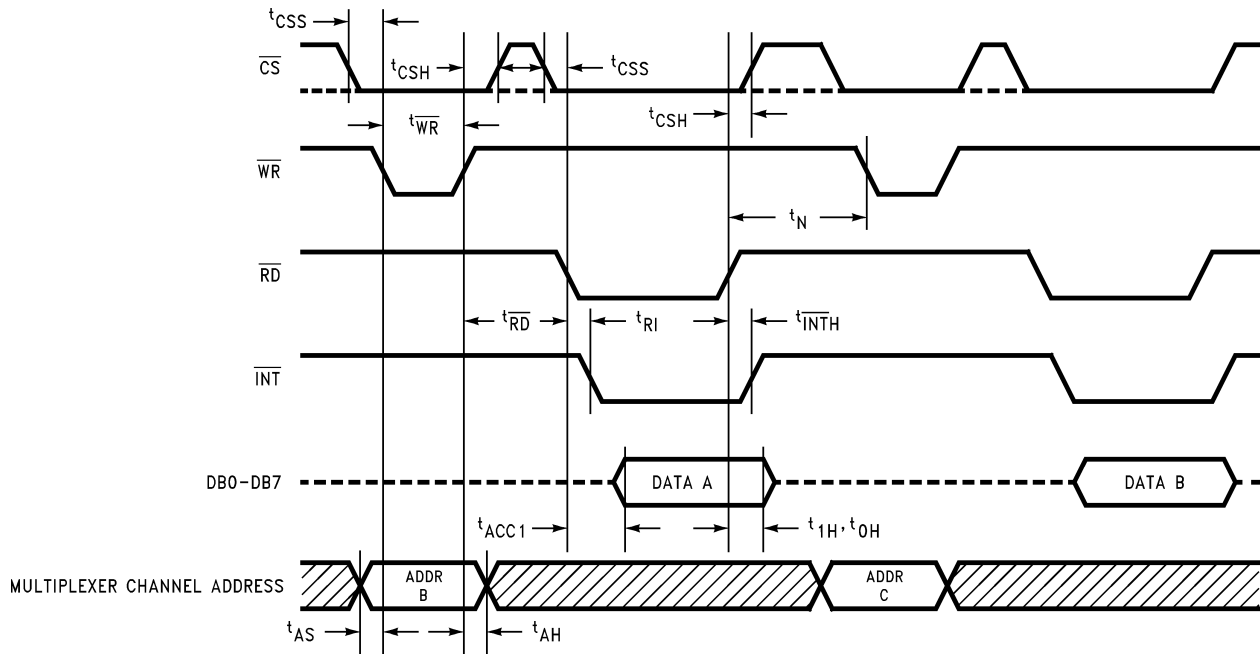 tCSS
CS
tCSH
tCSS
tCSH
tWR
WR
tN
RD
tRD
tRI
tINTH
INT
DB0-DB7
DATA A
DATA B
tACC1
t1H, t0H
MULTIPLEXER CHANNEL ADDRESS
ADDR
B
ADDR
C
tAS
tAH